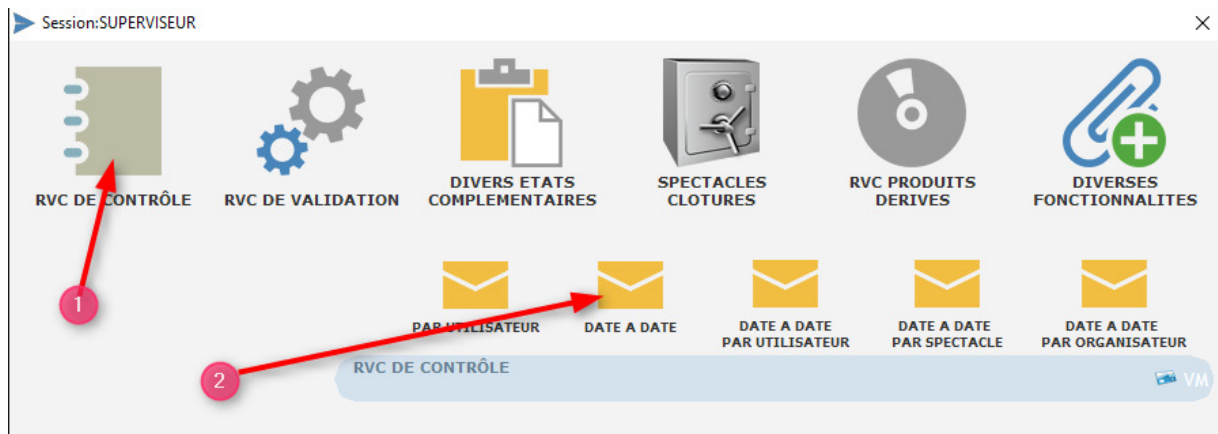 Session:SUPERVISEUR
RVC DE CONTRÔLE
RVC DE VALIDATION
DIVERS ETATS
COMPLEMENTAIRES
SPECTACLES
CLOTURES
RVC PRODUITS
DERIVES
DIVERSES
FONCTIONNALITES
1
PAR UTILISATEUR
DATE A DATE
DATE A DATE
PAR UTILISATEUR
DATE A DATE
PAR SPECTACLE
DATE A DATE
PAR ORGANISATEUR
2
RVC DE CONTRÔLE
VM